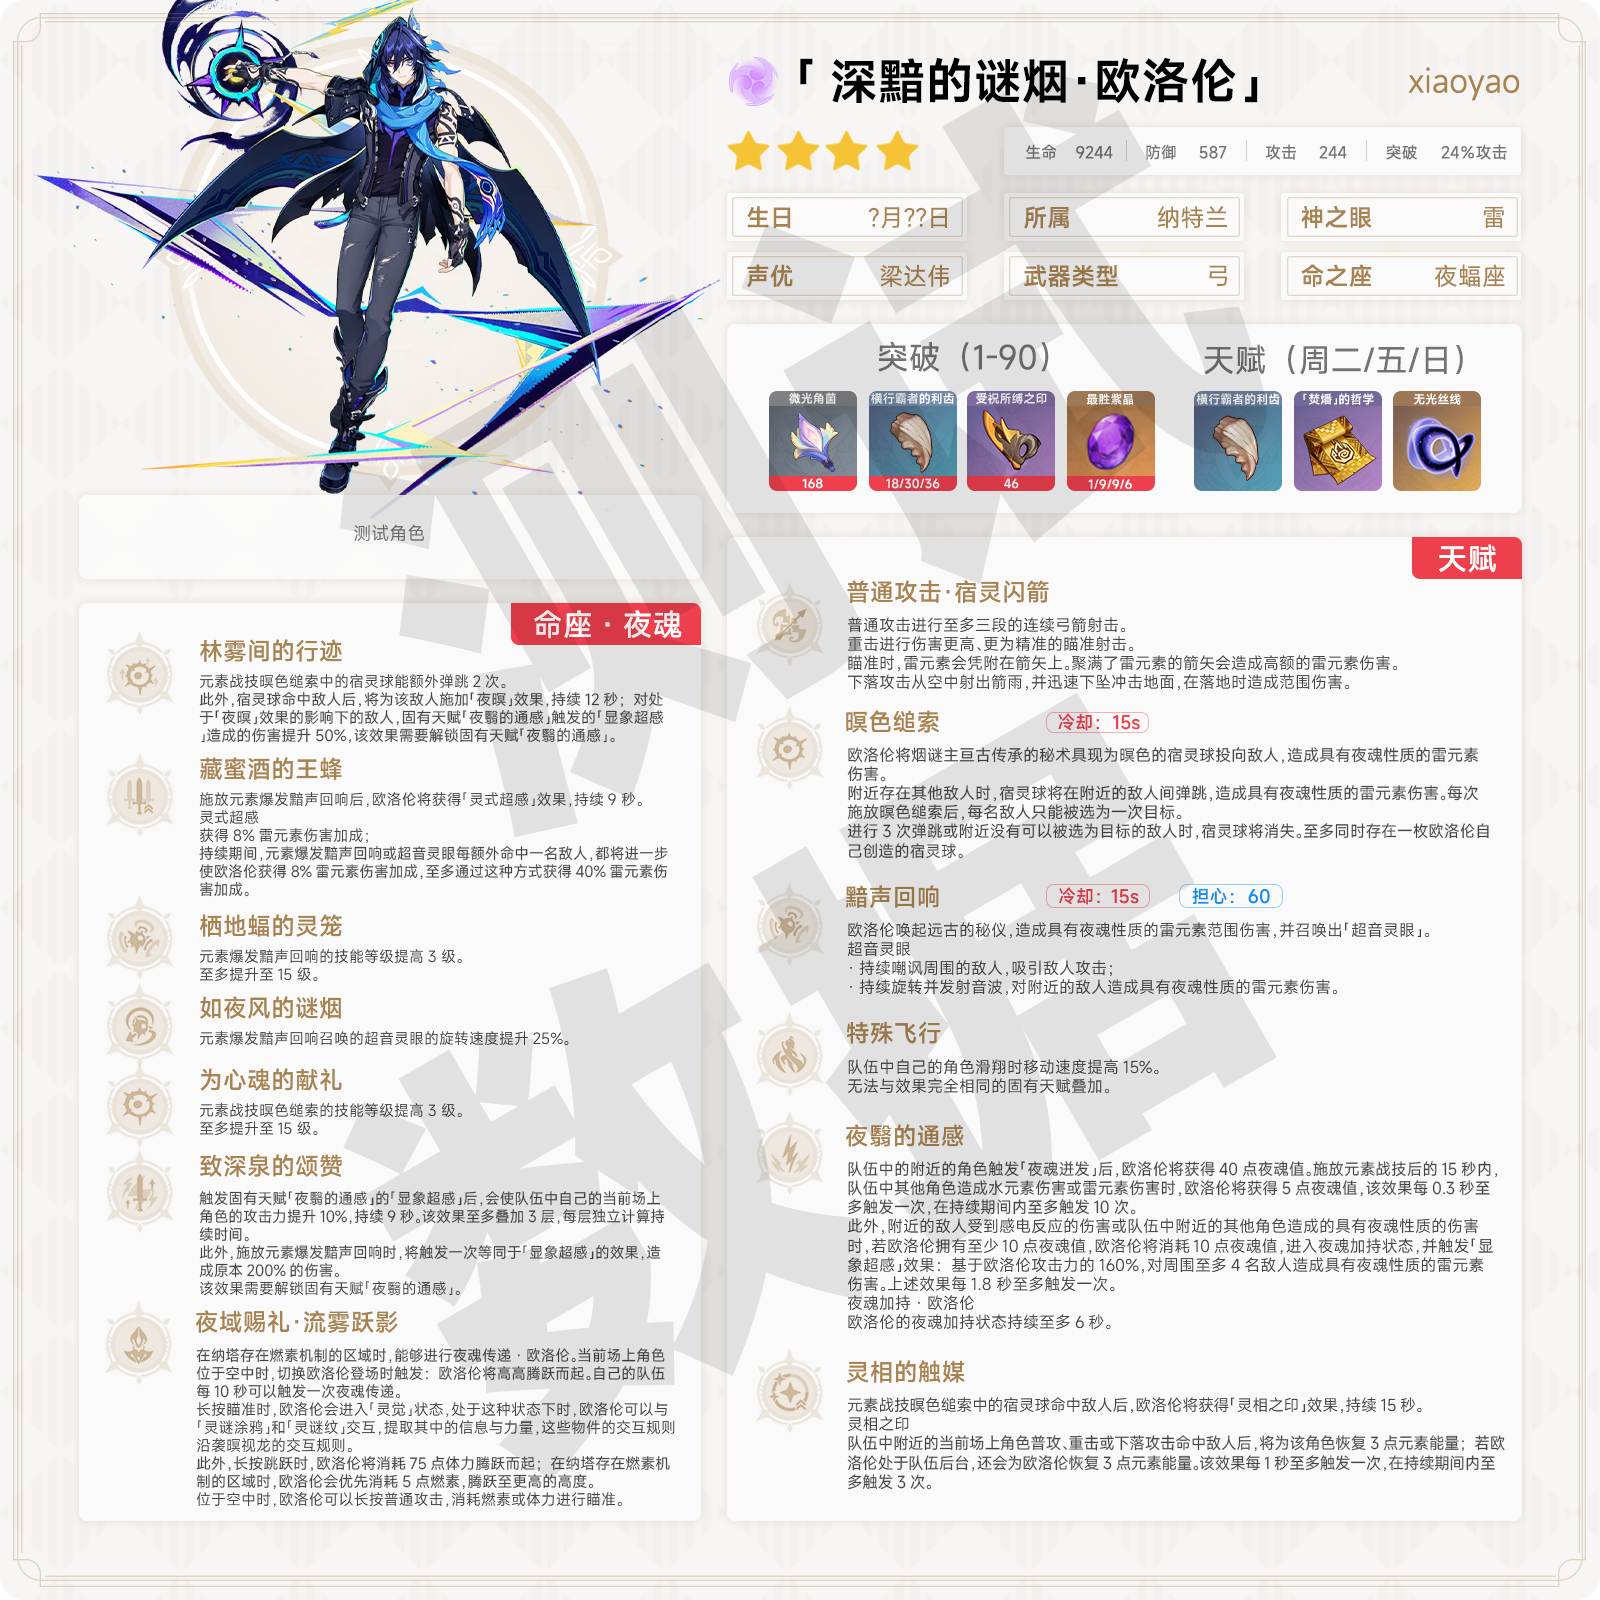 「深黯的谜烟·欧洛伦」
xiaoyao
生命 9244 防御 587 攻击 244 突破 24%攻击
生日 ?月??日
所属 纳特兰
神之眼 雷
声优 梁达伟
武器类型 弓
命之座 夜蝠座
突破（1-90）
天赋（周二/五/日）
微光角菌
横行霸者的利齿
受祝所缚之印
最胜紫晶
168
18/30/36
46
1/9/9/6
横行霸者的利齿
「焚燔」的哲学
无光丝线
测试角色
命座·夜魂
林雾间的行迹
元素战技暝色缒索中的宿灵球能额外弹跳 2 次。
此外,宿灵球命中敌人后,将为该敌人施加「夜暝」效果,持续 12 秒；对处
于「夜暝」效果的影响下的敌人,固有天赋「夜翳的通感」触发的「显象超感
」造成的伤害提升 50%,该效果需要解锁固有天赋「夜翳的通感」。
藏蜜酒的王蜂
施放元素爆发黯声回响后,欧洛伦将获得「灵式超感」效果,持续 9 秒。
灵式超感
获得 8% 雷元素伤害加成；
持续期间,元素爆发黯声回响或超音灵眼每额外命中一名敌人,都将进一步
使欧洛伦获得 8% 雷元素伤害加成,至多通过这种方式获得 40% 雷元素伤
害加成。
栖地蝠的灵笼
元素爆发黯声回响的技能等级提高 3 级。
至多提升至 15 级。
如夜风的谜烟
元素爆发黯声回响召唤的超音灵眼的旋转速度提升 25%。
为心魂的献礼
元素战技暝色缒索的技能等级提高 3 级。
至多提升至 15 级。
致深泉的颂赞
触发固有天赋「夜翳的通感」的「显象超感」后,会使队伍中自己的当前场上
角色的攻击力提升 10%,持续 9 秒。该效果至多叠加 3 层,每层独立计算持
续时间。
此外,施放元素爆发黯声回响时,将触发一次等同于「显象超感」的效果,造
成原本 200% 的伤害。
该效果需要解锁固有天赋「夜翳的通感」。
夜域赐礼·流雾跃影
在纳塔存在燃素机制的区域时,能够进行夜魂传递·欧洛伦。当前场上角色
位于空中时,切换欧洛伦登场时触发：欧洛伦将高高腾跃而起。自己的队伍
每 10 秒可以触发一次夜魂传递。
长按瞄准时,欧洛伦会进入「灵觉」状态,处于这种状态下时,欧洛伦可以与
「灵谜涂鸦」和「灵谜纹」交互,提取其中的信息与力量,这些物件的交互规则
沿袭暝视龙的交互规则。
此外,长按跳跃时,欧洛伦将消耗 75 点体力腾跃而起；在纳塔存在燃素机
制的区域时,欧洛伦会优先消耗 5 点燃素,腾跃至更高的高度。
位于空中时,欧洛伦可以长按普通攻击,消耗燃素或体力进行瞄准。
天赋
普通攻击·宿灵闪箭
普通攻击进行至多三段的连续弓箭射击。
重击进行伤害更高、更为精准的瞄准射击。
瞄准时,雷元素会凭附在箭矢上。聚满了雷元素的箭矢会造成高额的雷元素伤害。
下落攻击从空中射出箭雨,并迅速下坠冲击地面,在落地时造成范围伤害。
暝色缒索 冷却：15s
欧洛伦将烟谜主亘古传承的秘术具现为暝色的宿灵球投向敌人,造成具有夜魂性质的雷元素
伤害。
附近存在其他敌人时,宿灵球将在附近的敌人间弹跳,造成具有夜魂性质的雷元素伤害。每次
施放暝色缒索后,每名敌人只能被选为一次目标。
进行 3 次弹跳或附近没有可以被选为目标的敌人时,宿灵球将消失。至多同时存在一枚欧洛伦自
己创造的宿灵球。
黯声回响 冷却：15s 担心：60
欧洛伦唤起远古的秘仪,造成具有夜魂性质的雷元素范围伤害,并召唤出「超音灵眼」。
超音灵眼
·持续嘲讽周围的敌人,吸引敌人攻击；
·持续旋转并发射音波,对附近的敌人造成具有夜魂性质的雷元素伤害。
特殊飞行
队伍中自己的角色滑翔时移动速度提高 15%。
无法与效果完全相同的固有天赋叠加。
夜翳的通感
队伍中的附近的角色触发「夜魂迸发」后,欧洛伦将获得 40 点夜魂值。施放元素战技后的 15 秒内,
队伍中其他角色造成水元素伤害或雷元素伤害时,欧洛伦将获得 5 点夜魂值,该效果每 0.3 秒至
多触发一次,在持续期间内至多触发 10 次。
此外,附近的敌人受到感电反应的伤害或队伍中附近的其他角色造成的具有夜魂性质的伤害
时,若欧洛伦拥有至少 10 点夜魂值,欧洛伦将消耗 10 点夜魂值,进入夜魂加持状态,并触发「显
象超感」效果：基于欧洛伦攻击力的 160%,对周围至多 4 名敌人造成具有夜魂性质的雷元素
伤害。上述效果每 1.8 秒至多触发一次。
夜魂加持·欧洛伦
欧洛伦的夜魂加持状态持续至多 6 秒。
灵相的触媒
元素战技暝色缒索中的宿灵球命中敌人后,欧洛伦将获得「灵相之印」效果,持续 15 秒。
灵相之印
队伍中附近的当前场上角色普攻、重击或下落攻击命中敌人后,将为该角色恢复 3 点元素能量；若欧
洛伦处于队伍后台,还会为欧洛伦恢复 3 点元素能量。该效果每 1 秒至多触发一次,在持续期间内至
多触发 3 次。
测试
数据